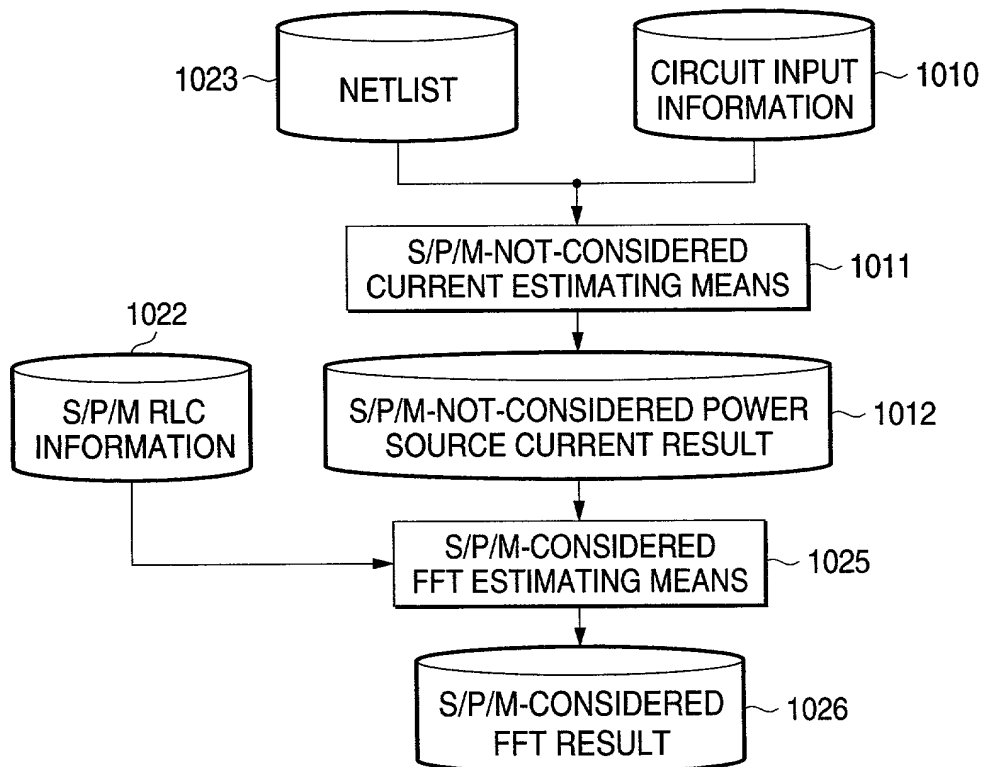 1023
NETLIST
CIRCUIT INPUT
INFORMATION
1010
S/P/M-NOT-CONSIDERED
CURRENT ESTIMATING MEANS
1011
1022
S/P/M RLC
INFORMATION
S/P/M-NOT-CONSIDERED POWER
SOURCE CURRENT RESULT
1012
S/P/M-CONSIDERED
FFT ESTIMATING MEANS
1025
S/P/M-CONSIDERED
FFT RESULT
1026